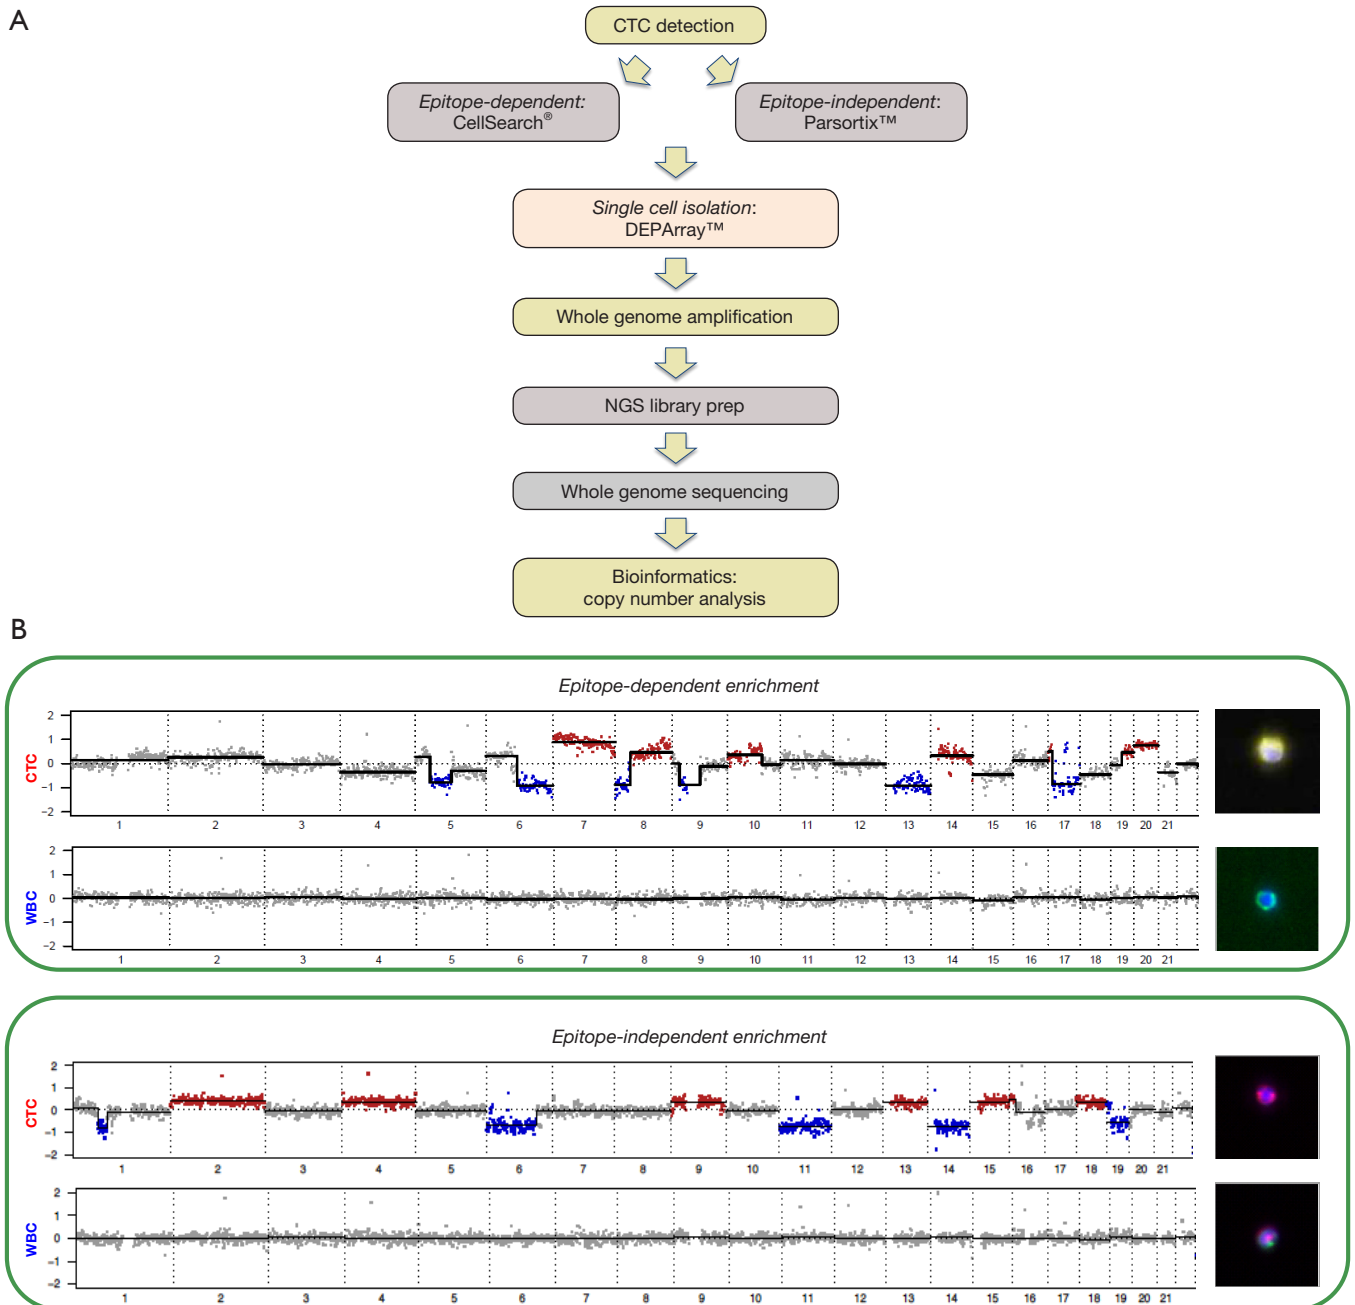 A
CTC detection
Epitope-dependent:
CellSearch®
Epitope-independent:
Parsortix™
Single cell isolation:
DEPArray™
Whole genome amplification
NGS library prep
Whole genome sequencing
Bioinformatics:
copy number analysis
B
Epitope-dependent enrichment
CTC
2
1
0
−1
−2
1 2 3 4 5 6 7 8 9 10 11 12 13 14 15 16 17 18 19 20 21
WBC
2
1
0
−1
−2
1 2 3 4 5 6 7 8 9 10 11 12 13 14 15 16 17 18 19 20 21
Epitope-independent enrichment
CTC
2
1
0
−1
−2
1 2 3 4 5 6 7 8 9 10 11 12 13 14 15 16 17 18 19 20 21
WBC
2
1
0
−1
−2
1 2 3 4 5 6 7 8 9 10 11 12 13 14 15 16 17 18 19 20 21